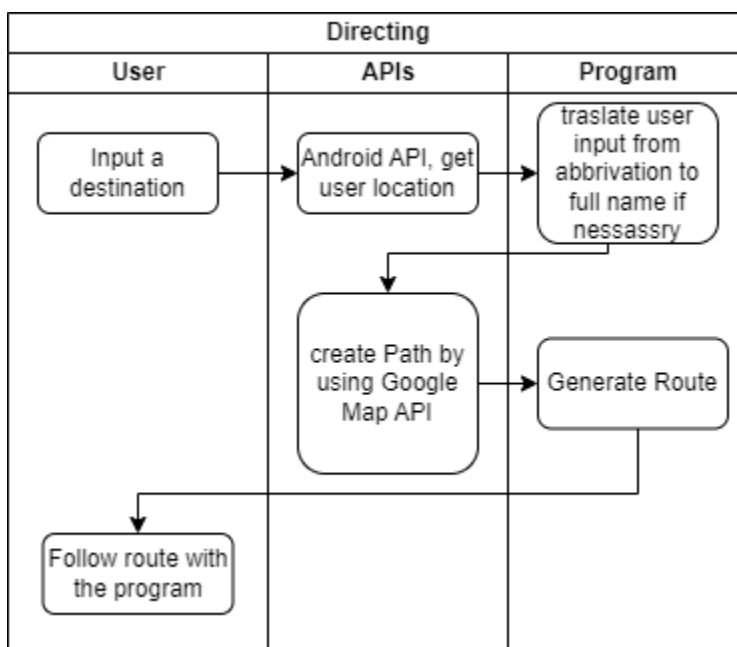 Directing
User
APIs
Program
Input a
destination
Android API, get
user location
traslate user
input from
abbrivation to
full name if
nessassry
create Path by
using Google
Map API
Generate Route
Follow route with
the program